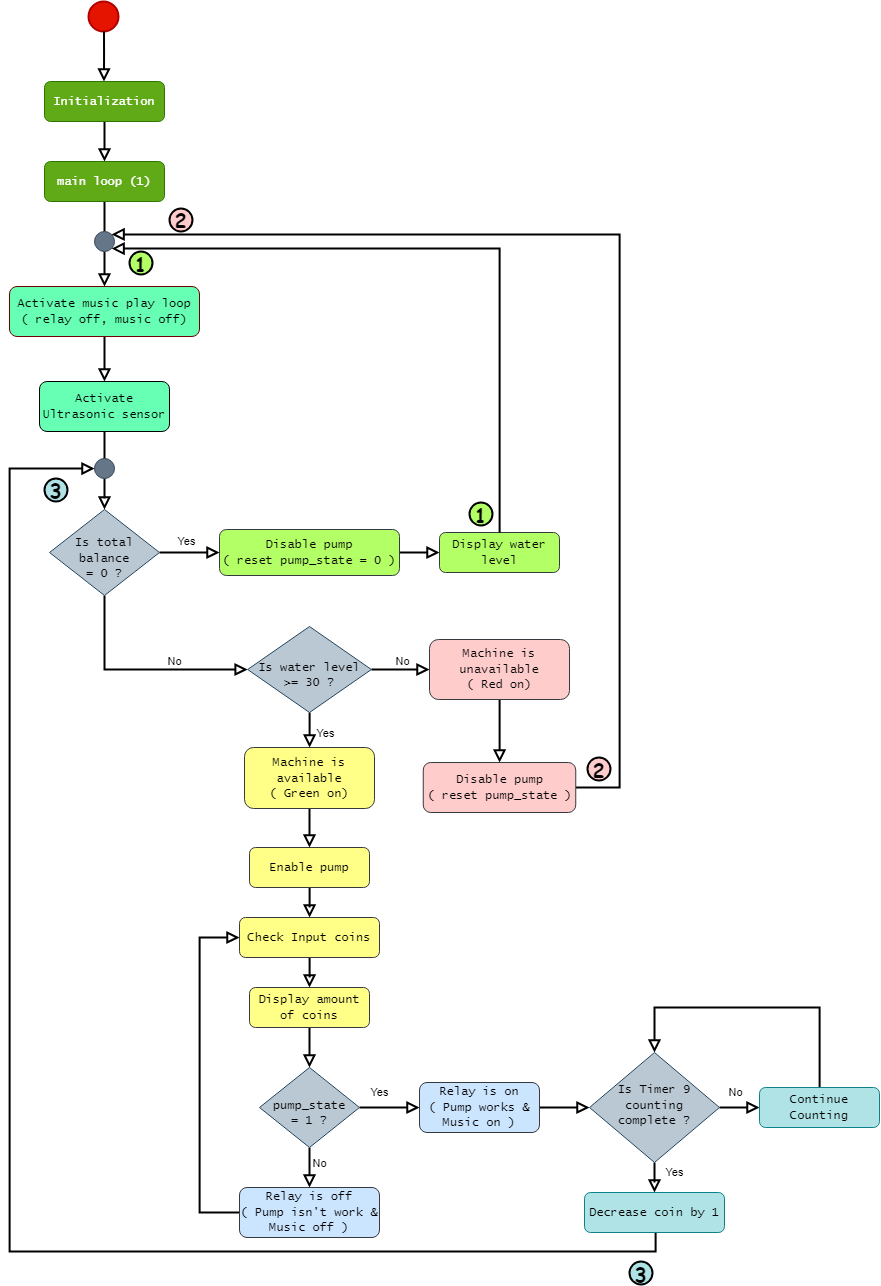 Initialization
main loop (1)
2
1
Activate music play loop
( relay off, music off)
Activate
Ultrasonic sensor
3
1
Is total
balance
= 0 ?
Yes
Disable pump
( reset pump_state = 0 )
Display water
level
No
Is water level
>= 30 ?
No
Machine is
unavailable
( Red on)
Yes
Machine is
available
( Green on)
Disable pump
( reset pump_state )
2
Enable pump
Check Input coins
Display amount
of coins
pump_state
= 1 ?
Yes
Relay is on
( Pump works &
Music on )
Is Timer 9
counting
complete ?
No
Continue
Counting
No
Yes
Relay is off
( Pump isn't work &
Music off )
Decrease coin by 1
3